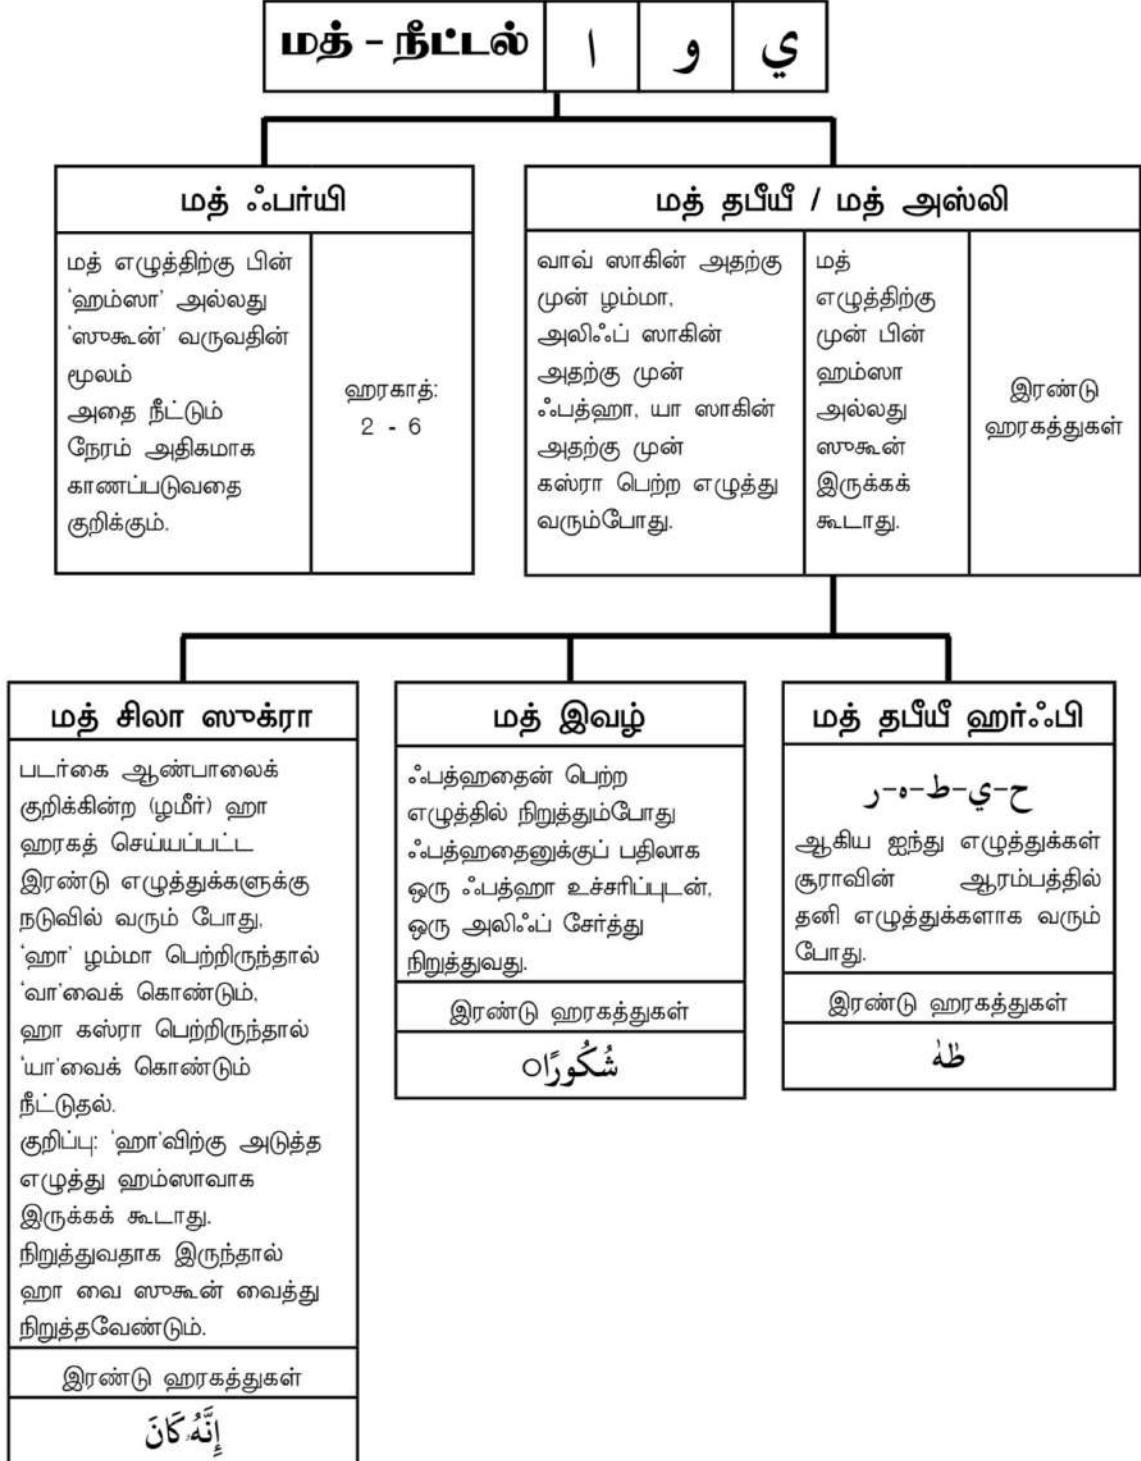 மத் - நீட்டல் ا و ي
மத் ஃபர்யி
மத் எழுத்திற்கு பின்
'ஹம்ஸா' அல்லது
'ஸுகூன்' வருவதின்
மூலம்
அதை நீட்டும்
நேரம் அதிகமாக
காணப்படுவதை
குறிக்கும்.
ஹரகாத்:
2 - 6
மத் தபீயீ / மத் அஸ்லி
வாவ் ஸாகின் அதற்கு
முன் ழம்மா,
அலிஃப் ஸாகின்
அதற்கு முன்
ஃபத்ஹா, யா ஸாகின்
அதற்கு முன்
கஸ்ரா பெற்ற எழுத்து
வரும்போது.
மத்
எழுத்திற்கு
முன் பின்
ஹம்ஸா
அல்லது
ஸுகூன்
இருக்கக்
கூடாது.
இரண்டு
ஹரகத்துகள்
மத் சிலா ஸுக்ரா
படர்கை ஆண்பாலைக்
குறிக்கின்ற (ழமீர்) ஹா
ஹரகத் செய்யப்பட்ட
இரண்டு எழுத்துக்களுக்கு
நடுவில் வரும் போது,
'ஹா' ழம்மா பெற்றிருந்தால்
'வா'வைக் கொண்டும்,
ஹா கஸ்ரா பெற்றிருந்தால்
'யா'வைக் கொண்டும்
நீட்டுதல்.
குறிப்பு: 'ஹா'விற்கு அடுத்த
எழுத்து ஹம்ஸாவாக
இருக்கக் கூடாது.
நிறுத்துவதாக இருந்தால்
ஹா வை ஸுகூன் வைத்து
நிறுத்தவேண்டும்.
இரண்டு ஹரகத்துகள்
إِنَّهُۥ كَانَ
மத் இவழ்
ஃபத்ஹதைன் பெற்ற
எழுத்தில் நிறுத்தும்போது
ஃபத்ஹதைனுக்குப் பதிலாக
ஒரு ஃபத்ஹா உச்சரிப்புடன்,
ஒரு அலிஃப் சேர்த்து
நிறுத்துவது.
இரண்டு ஹரகத்துகள்
شُكُورًا○
மத் தபீயீ ஹர்ஃபி
ح-ي-ط-ه-ر
ஆகிய ஐந்து எழுத்துக்கள்
சூராவின் ஆரம்பத்தில்
தனி எழுத்துக்களாக வரும்
போது.
இரண்டு ஹரகத்துகள்
طٰهٰ